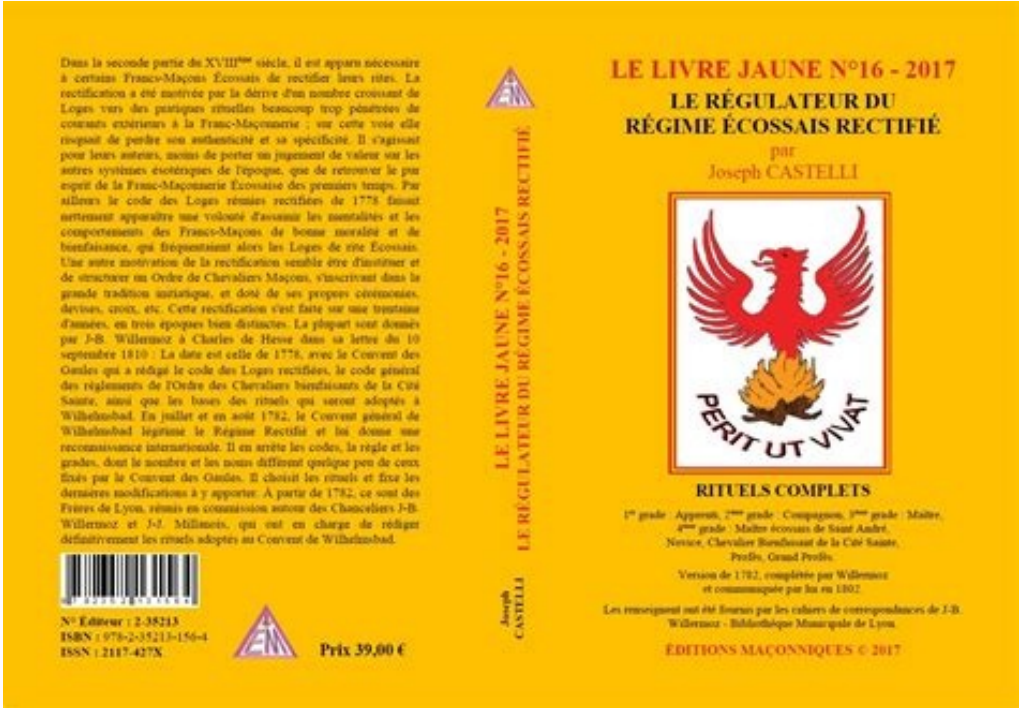 Dans la seconde partie du XVIIIème siècle, il est apparu nécessaire
à certains Francs-Maçons Écossais de rectifier leurs rites. La
rectification a été motivée par la dérive d'un nombre croissant de
Loges vers des pratiques rituelles beaucoup trop pénétrées de
courants extérieurs à la Franc-Maçonnerie ; sur cette voie elle
risquait de perdre son authenticité et sa spécificité. Il s'agissait
pour leurs auteurs, moins de porter un jugement de valeur sur les
autres systèmes ésotériques de l'époque, que de retrouver le pur
esprit de la Franc-Maçonnerie Écossaise des premiers temps. Par
ailleurs le code des Loges réunies rectifiées de 1778 faisait
nettement apparaître une volonté d'assainir les mentalités et les
comportements des Francs-Maçons de bonne moralité et de
bienfaisance, qui fréquentaient alors les Loges de rite Écossais.
Une autre motivation de la rectification semble être d'instituer et
de structurer un Ordre de Chevaliers Maçons, s'inscrivant dans la
grande tradition initiatique, et doté de ses propres cérémonies,
devises, croix, etc. Cette rectification s'est faite sur une trentaine
d'années, en trois époques bien distinctes. La plupart sont donnés
par J-B. Willermoz à Charles de Hesse dans sa lettre du 10
septembre 1810 : La date est celle de 1778, avec le Convent des
Gaules qui a rédigé le code des Loges rectifiées, le code général
des règlements de l'Ordre des Chevaliers bienfaisants de la Cité
Sainte, ainsi que les bases des rituels qui seront adoptés à
Wilhelmsbad. En juillet et en août 1782, le Convent général de
Wilhelmsbad légitime le Régime Rectifié et lui donne une
reconnaissance internationale. Il en arrête les codes, la règle et les
grades, dont le nombre et les noms diffèrent quelque peu de ceux
fixés par le Convent des Gaules. Il choisit les rituels et fixe les
dernières modifications à y apporter. À partir de 1782, ce sont des
Frères de Lyon, réunis en commission autour des Chanceliers J-B.
Willermoz et J-J. Millanois, qui ont en charge de rédiger
définitivement les rituels adoptés au Convent de Wilhelmsbad.
N° Éditeur : 2-35213
ISBN : 978-2-35213-156-4
ISSN : 2117-427X
EM
Prix 39,00 €
EM
LE LIVRE JAUNE N°16 - 2017
LE RÉGULATEUR DU RÉGIME ÉCOSSAIS RECTIFIÉ
Joseph
CASTELLI
LE LIVRE JAUNE N°16 - 2017
LE RÉGULATEUR DU
RÉGIME ÉCOSSAIS RECTIFIÉ
par
Joseph CASTELLI
PERIT UT VIVAT
RITUELS COMPLETS
1er grade : Apprenti, 2ème grade : Compagnon, 3ème grade : Maître,
4ème grade : Maître écossais de Saint André,
Novice, Chevalier Bienfaisant de la Cité Sainte,
Profès, Grand Profès.
Version de 1782, complétée par Willermoz
et communiquée par lui en 1802
Les renseignent ont été fournis par les cahiers de correspondances de J-B.
Willermoz - Bibliothèque Municipale de Lyon.
ÉDITIONS MAÇONNIQUES © 2017